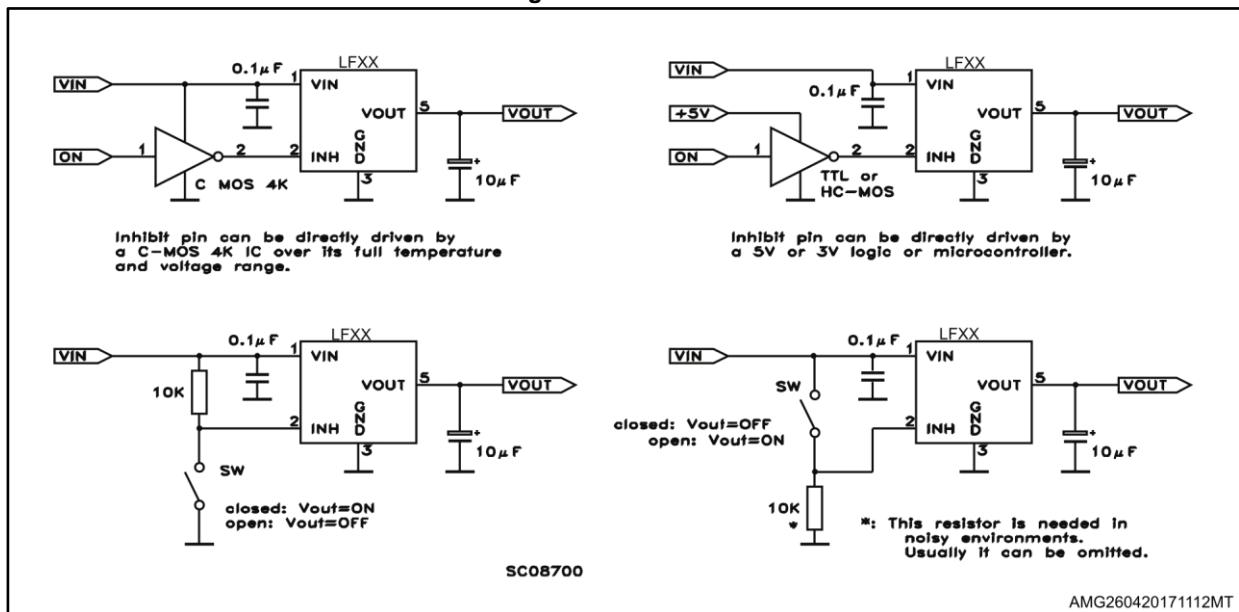 LFXX
VIN
0.1μF
1
VIN
VOUT
5
VOUT
GND
ON
1
2
2
INH
3
C MOS 4K
10μF
+
Inhibit pin can be directly driven by
a C-MOS 4K IC over its full temperature
and voltage range.
LFXX
VIN
0.1μF
1
VIN
+5V
VOUT
5
VOUT
GND
ON
1
2
2
INH
3
TTL or
HC-MOS
10μF
+
Inhibit pin can be directly driven by
a 5V or 3V logic or microcontroller.
LFXX
VIN
0.1μF
1
VIN
10K
VOUT
5
VOUT
GND
2
INH
3
+
10μF
SW
closed: Vout=ON
open: Vout=OFF
LFXX
VIN
0.1μF
1
VIN
SW
VOUT
5
VOUT
GND
closed: Vout=OFF
open: Vout=ON
2
INH
3
+
10μF
10K
*
*: This resistor is needed in
noisy environments.
Usually it can be omitted.
SC08700
AMG260420171112MT